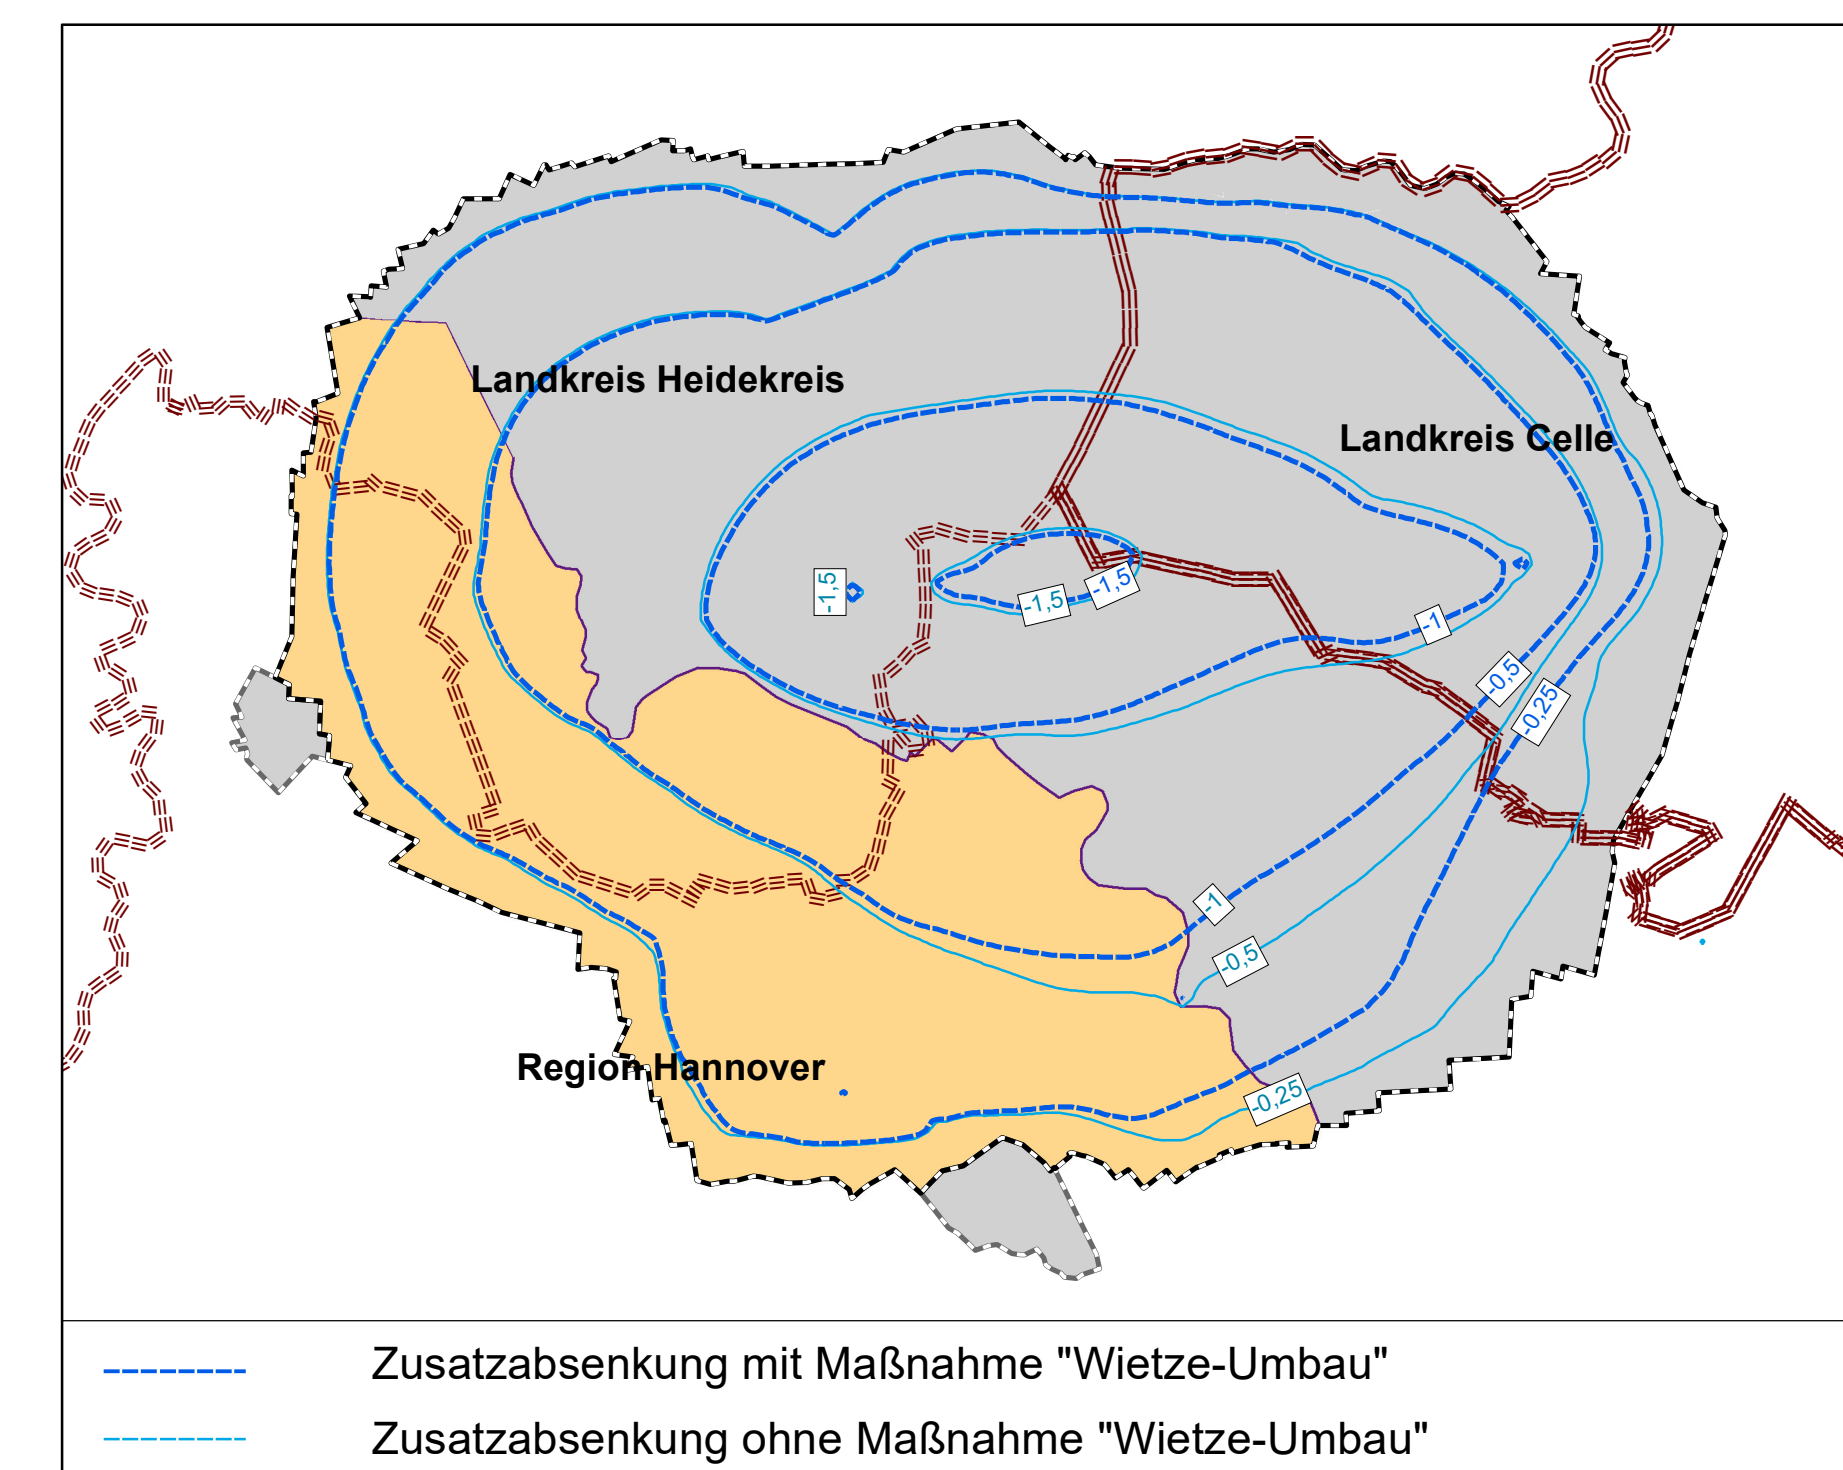 Landkreis Heidekreis
Landkreis Celle
-1,5
-1,5
-1,5
-1
-0,5
-0,25
-1
-0,5
Region Hannover
-0,25
Zusatzabsenkung mit Maßnahme "Wietze-Umbau"
Zusatzabsenkung ohne Maßnahme "Wietze-Umbau"